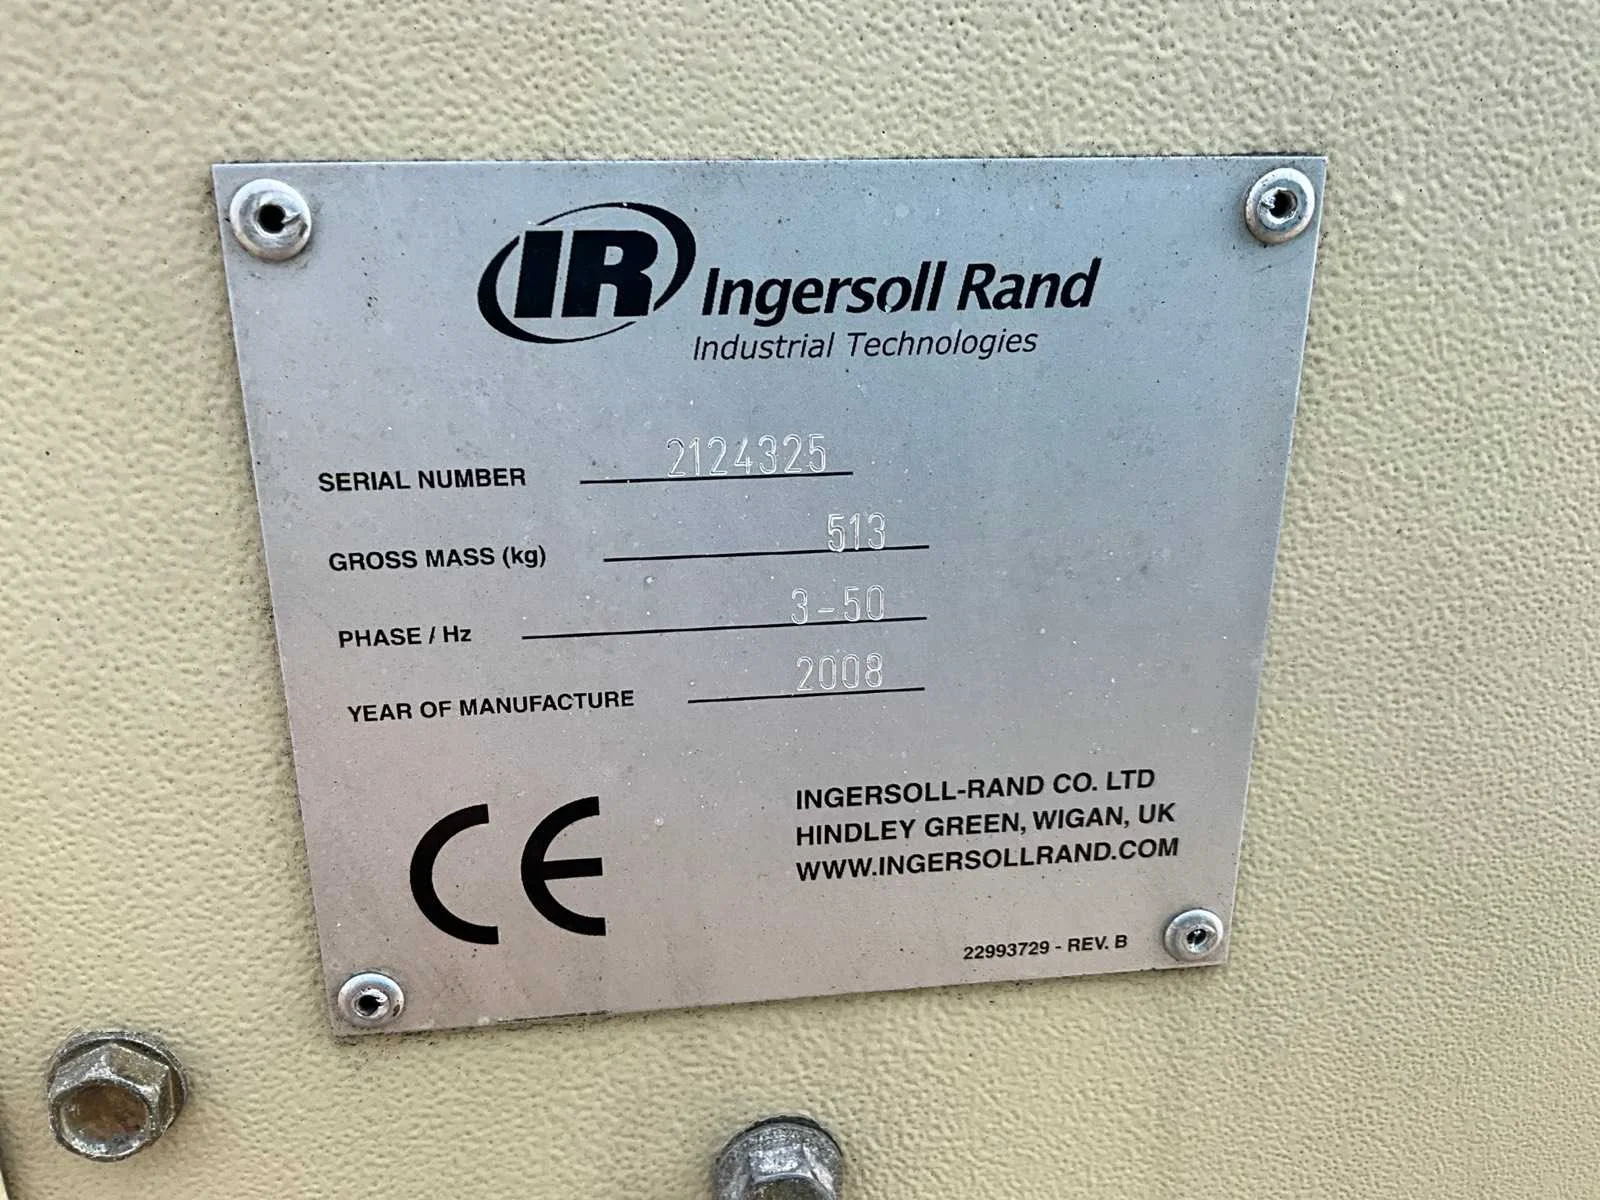 IR Ingersoll Rand
Industrial Technologies
SERIAL NUMBER 2124325
GROSS MASS (kg) 513
PHASE / Hz 3-50
YEAR OF MANUFACTURE 2008
CE
INGERSOLL-RAND CO. LTD
HINDLEY GREEN, WIGAN, UK
WWW.INGERSOLLRAND.COM
22993729 - REV. B